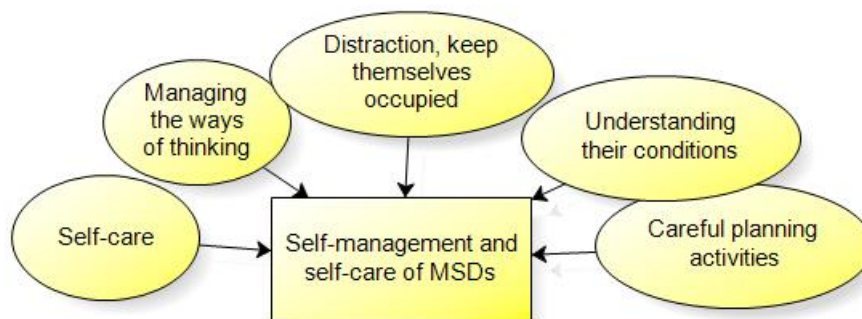 Distraction, keep
themselves
occupied
Managing
the ways
of thinking
Understanding
their conditions
Self-care
Careful planning
activities
Self-management and
self-care of MSDs